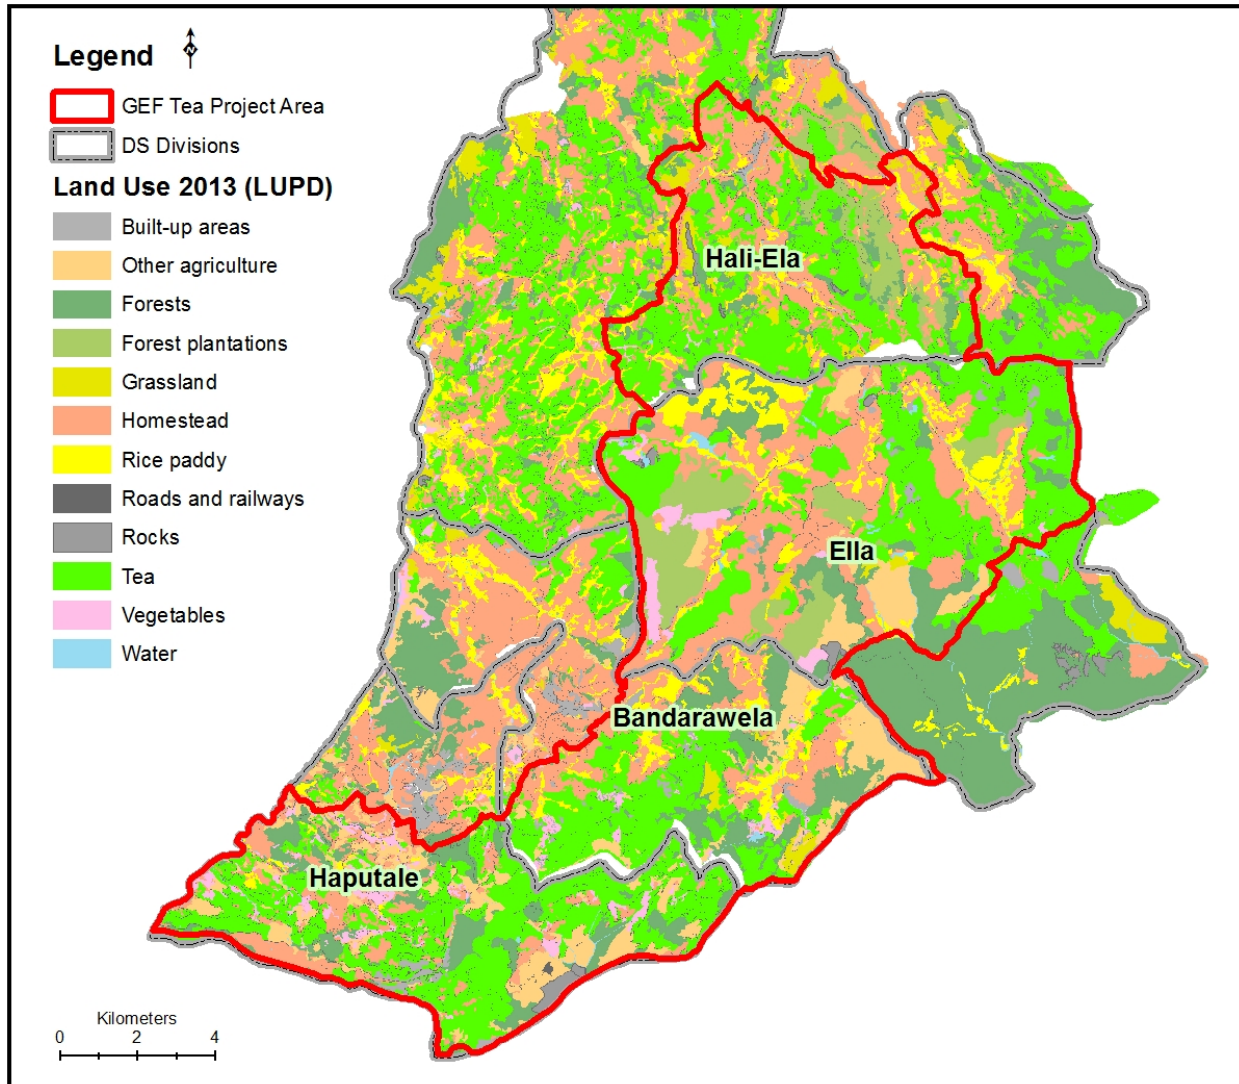 Legend
N
GEF Tea Project Area
DS Divisions
Land Use 2013 (LUPD)
Built-up areas
Other agriculture
Forests
Forest plantations
Grassland
Homestead
Rice paddy
Roads and railways
Rocks
Tea
Vegetables
Water
Hali-Ela
Ella
Bandarawela
Haputale
Kilometers
0 2 4